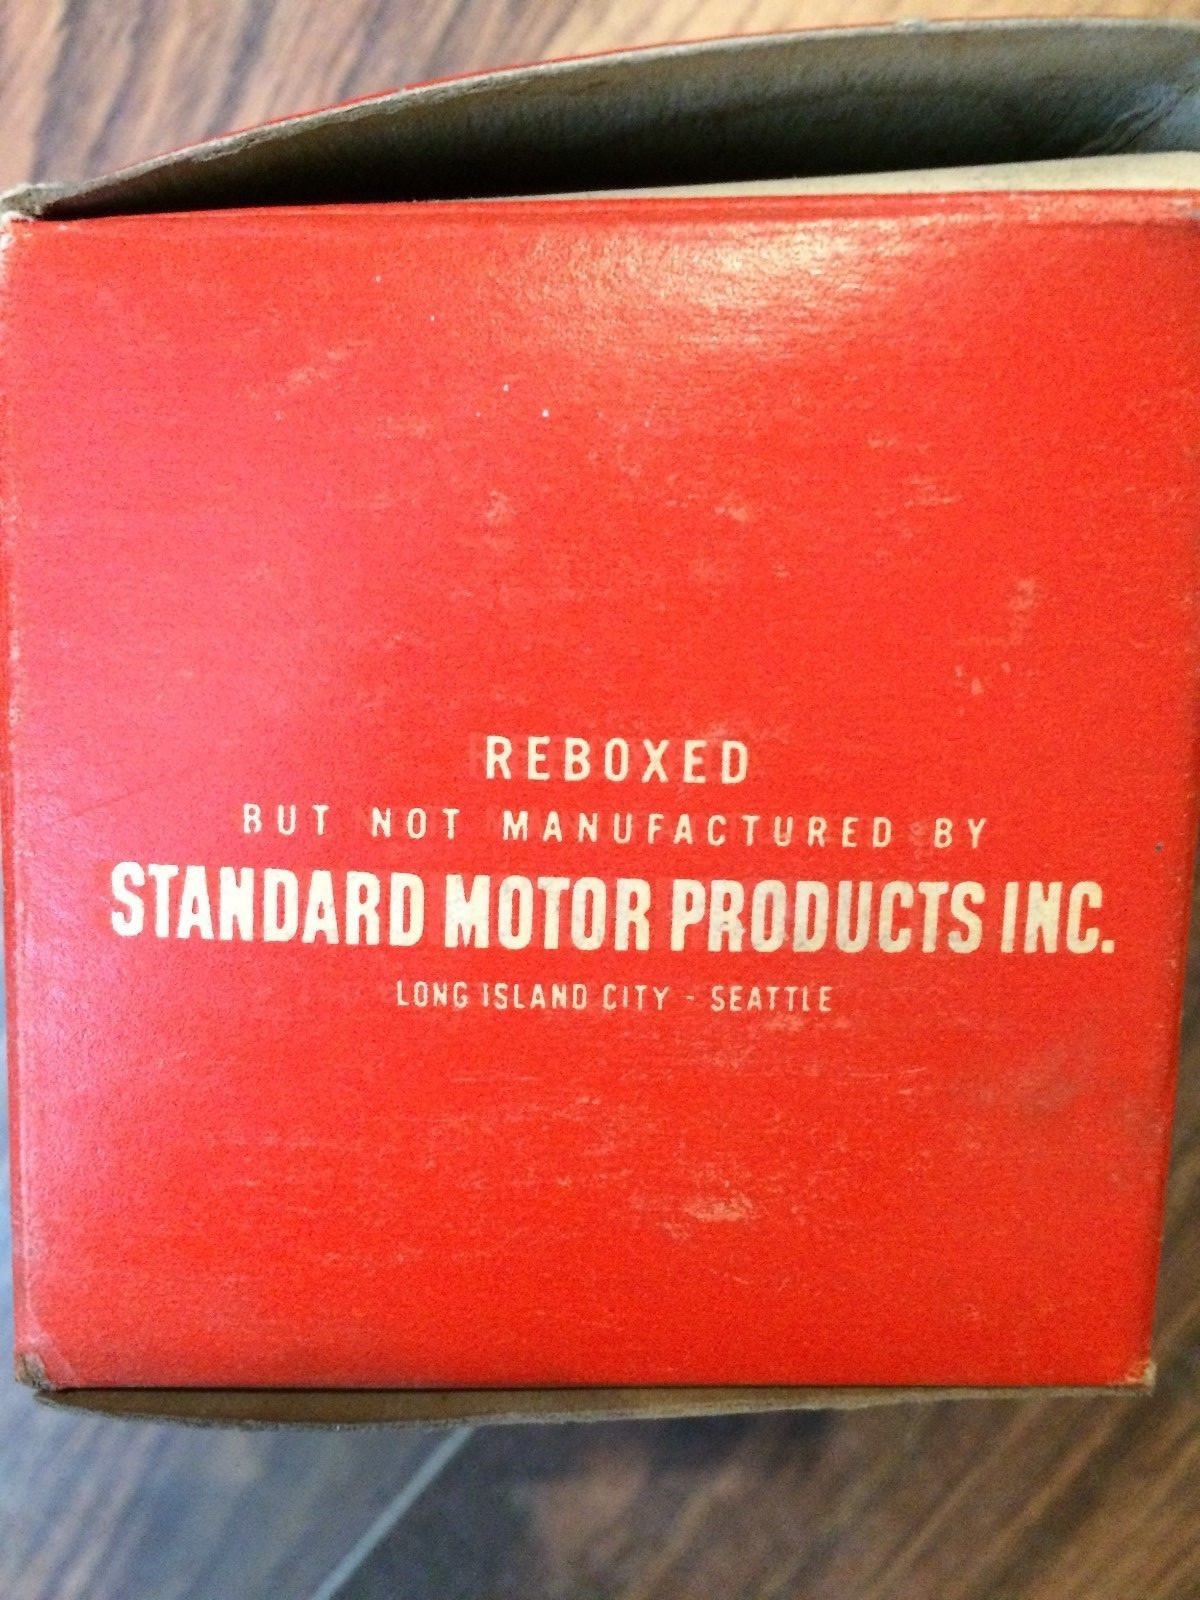 REBOXED
BUT NOT MANUFACTURED BY
STANDARD MOTOR PRODUCTS INC.
LONG ISLAND CITY - SEATTLE